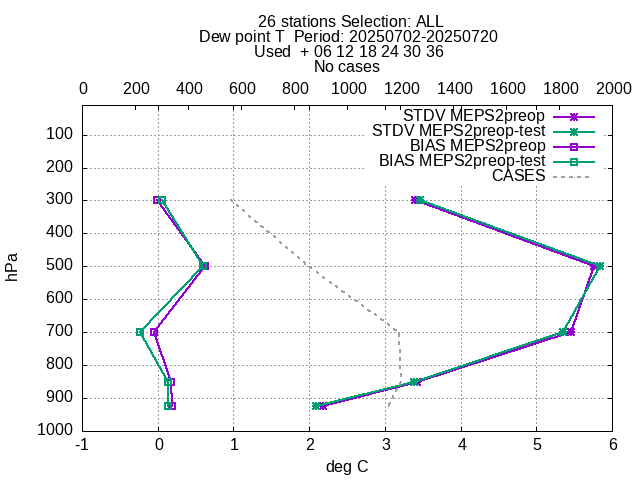 26 stations Selection: ALL
Dew point T  Period: 20250702-20250720
Used  + 06 12 18 24 30 36
No cases
0 200 400 600 800 1000 1200 1400 1600 1800 2000
STDV MEPS2preop
STDV MEPS2preop-test
BIAS MEPS2preop
BIAS MEPS2preop-test
CASES
100
200
300
400
500
600
700
800
900
1000
hPa
-1 0 1 2 3 4 5 6
deg C